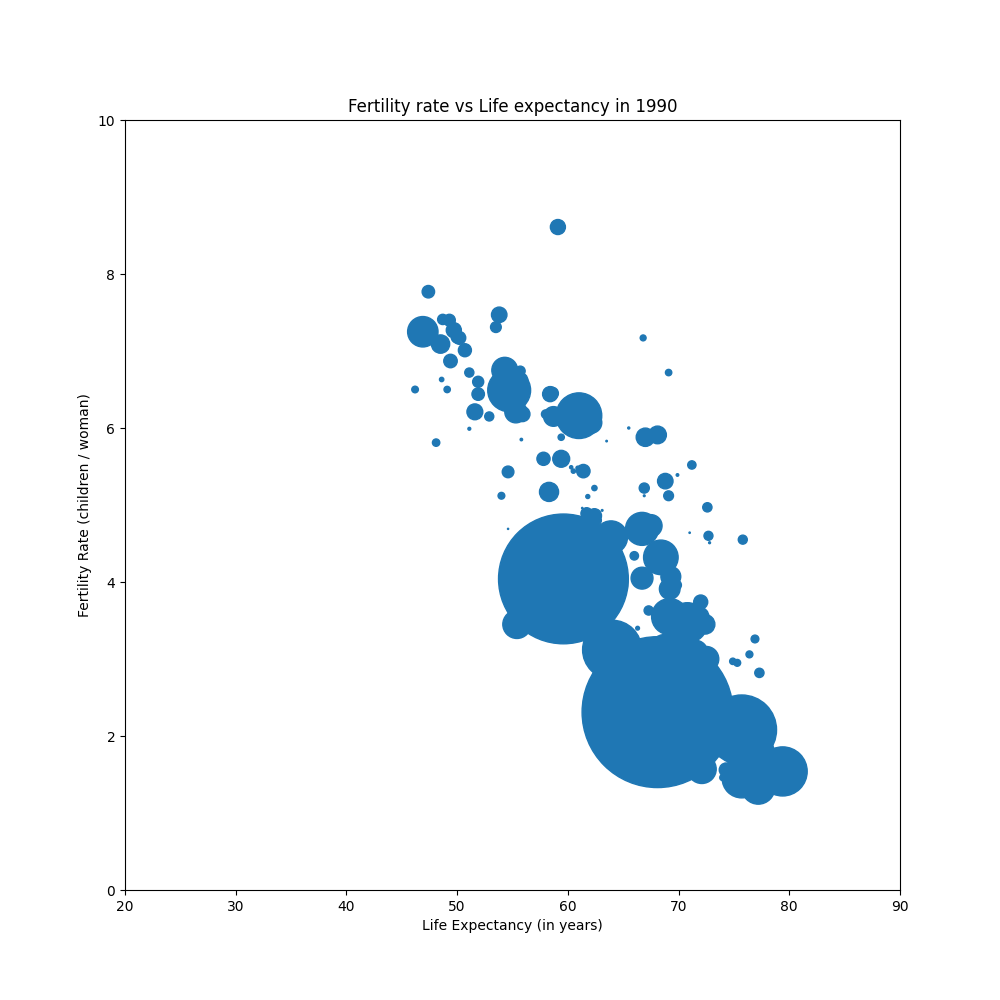 Fertility rate vs Life expectancy in 1990
10
8
6
4
2
0
Fertility Rate (children / woman)
20 30 40 50 60 70 80 90
Life Expectancy (in years)